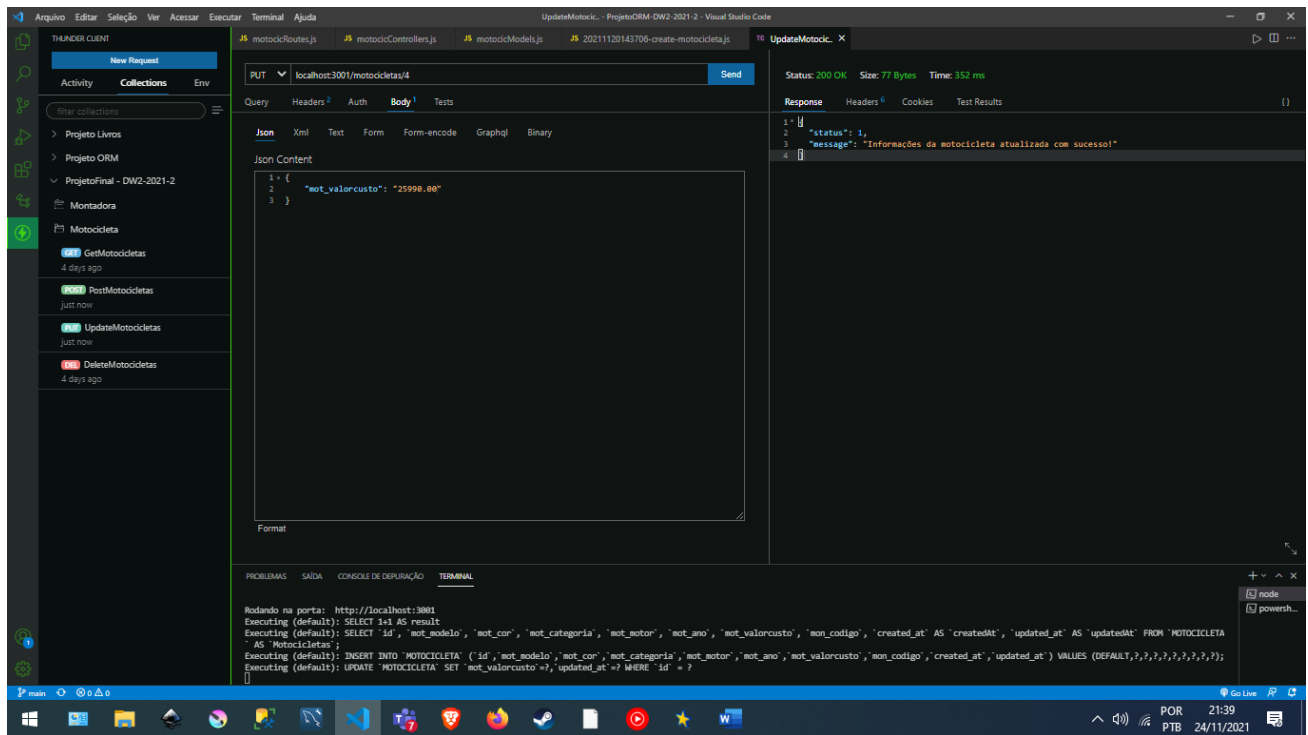 Arquivo Editar Seleção Ver Acessar Executar Terminal Ajuda
UpdateMotocic.. - ProjetoORM-DW2-2021-2 - Visual Studio Code
THUNDER CLIENT
JS motocicRoutes.js
JS motocicControllers.js
JS motocicModels.js
JS 20211120143706-create-motocicleta.js
TC UpdateMotocic..
New Request
Activity Collections Env
filter collections
Projeto Livros
Projeto ORM
ProjetoFinal - DW2-2021-2
Montadora
Motocicleta
GET GetMotocicletas
4 days ago
POST PostMotocicletas
just now
PUT UpdateMotocicletas
just now
DEL DeleteMotocicletas
4 days ago
PUT localhost:3001/motocicletas/4 Send
Query Headers 2 Auth Body 1 Tests
Json Xml Text Form Form-encode Graphql Binary
Json Content
1 {
2 "mot_valorcusto": "25990.00"
3 }
Format
Status: 200 OK Size: 77 Bytes Time: 352 ms
Response Headers 6 Cookies Test Results {}
1 {
2 "status": 1,
3 "message": "Informações da motocicleta atualizada com sucesso!"
4 }
PROBLEMAS SAÍDA CONSOLE DE DEPURAÇÃO TERMINAL
node
powersh...
Rodando na porta: http://localhost:3001
Executing (default): SELECT 1+1 AS result
Executing (default): SELECT `id`, `mot_modelo`, `mot_cor`, `mot_categoria`, `mot_motor`, `mot_ano`, `mot_valorcusto`, `mon_codigo`, `created_at` AS `createdAt`, `updated_at` AS `updatedAt` FROM `MOTOCICLETA
` AS `Motocicletas`;
Executing (default): INSERT INTO `MOTOCICLETA` (`id`,`mot_modelo`,`mot_cor`,`mot_categoria`,`mot_motor`,`mot_ano`,`mot_valorcusto`,`mon_codigo`,`created_at`,`updated_at`) VALUES (DEFAULT,?,?,?,?,?,?,?,?,?);
Executing (default): UPDATE `MOTOCICLETA` SET `mot_valorcusto`=?,`updated_at`=? WHERE `id` = ?
main 0 0 Go Live
7
POR
PTB
21:39
24/11/2021